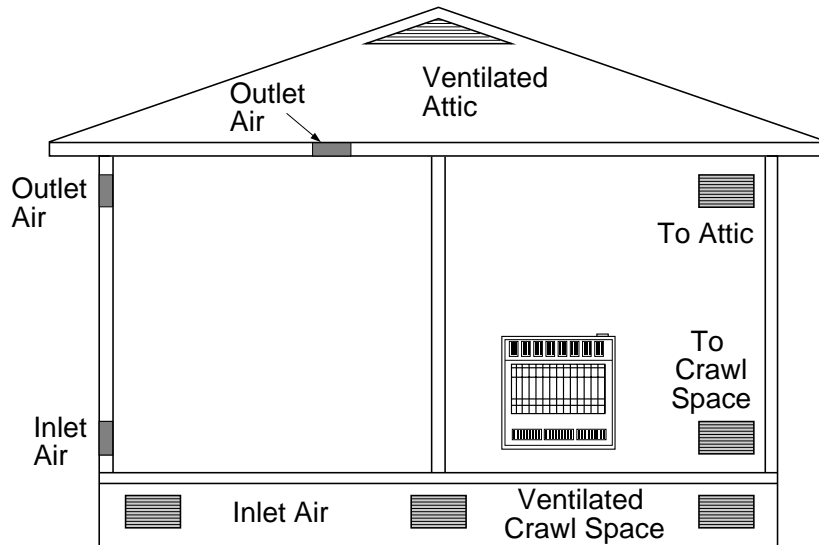 Ventilated
Attic
Outlet
Air
Outlet
Air
To Attic
To
Crawl
Space
Inlet
Air
Inlet Air
Ventilated
Crawl Space